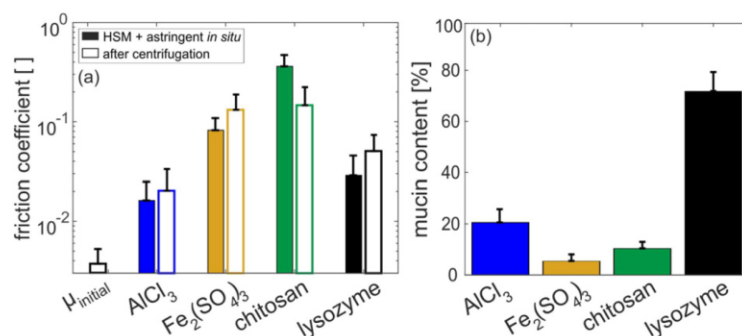 (a)
HSM + astringent in situ
after centrifugation
friction coefficient [ ]
10⁰
10⁻¹
10⁻²
μinitial
AlCl₃
Fe₂(SO₄)₃
chitosan
lysozyme
(b)
mucin content [%]
100
80
60
40
20
0
AlCl₃
Fe₂(SO₄)₃
chitosan
lysozyme